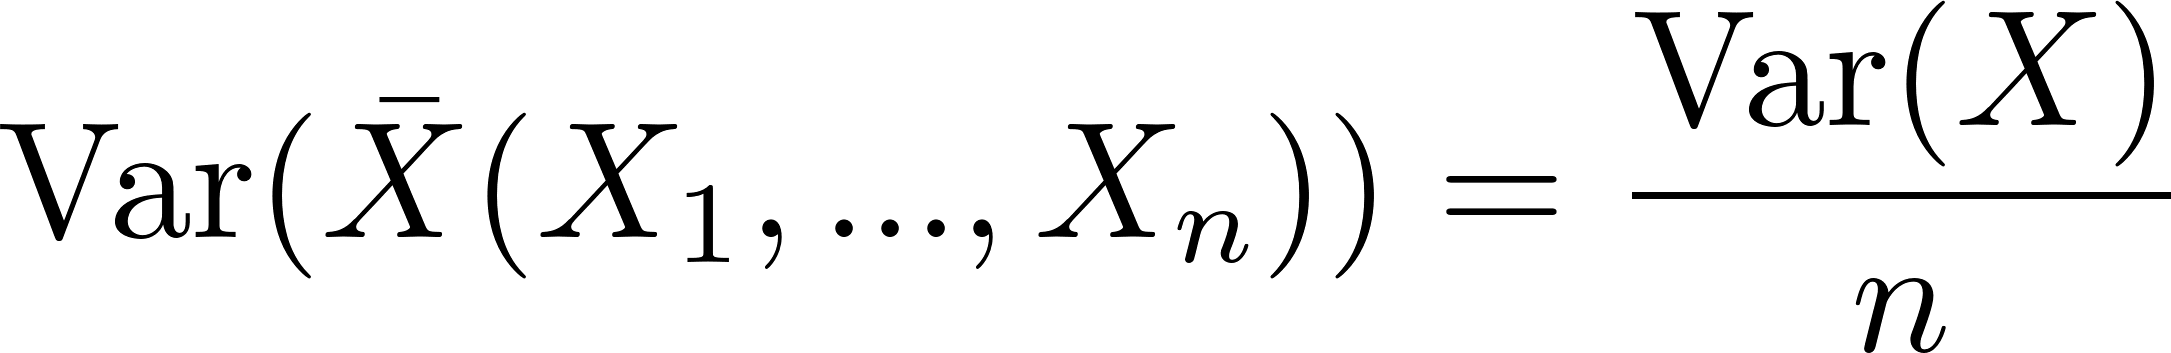 Var(X̄(X₁, ..., Xₙ)) = Var(X) / n